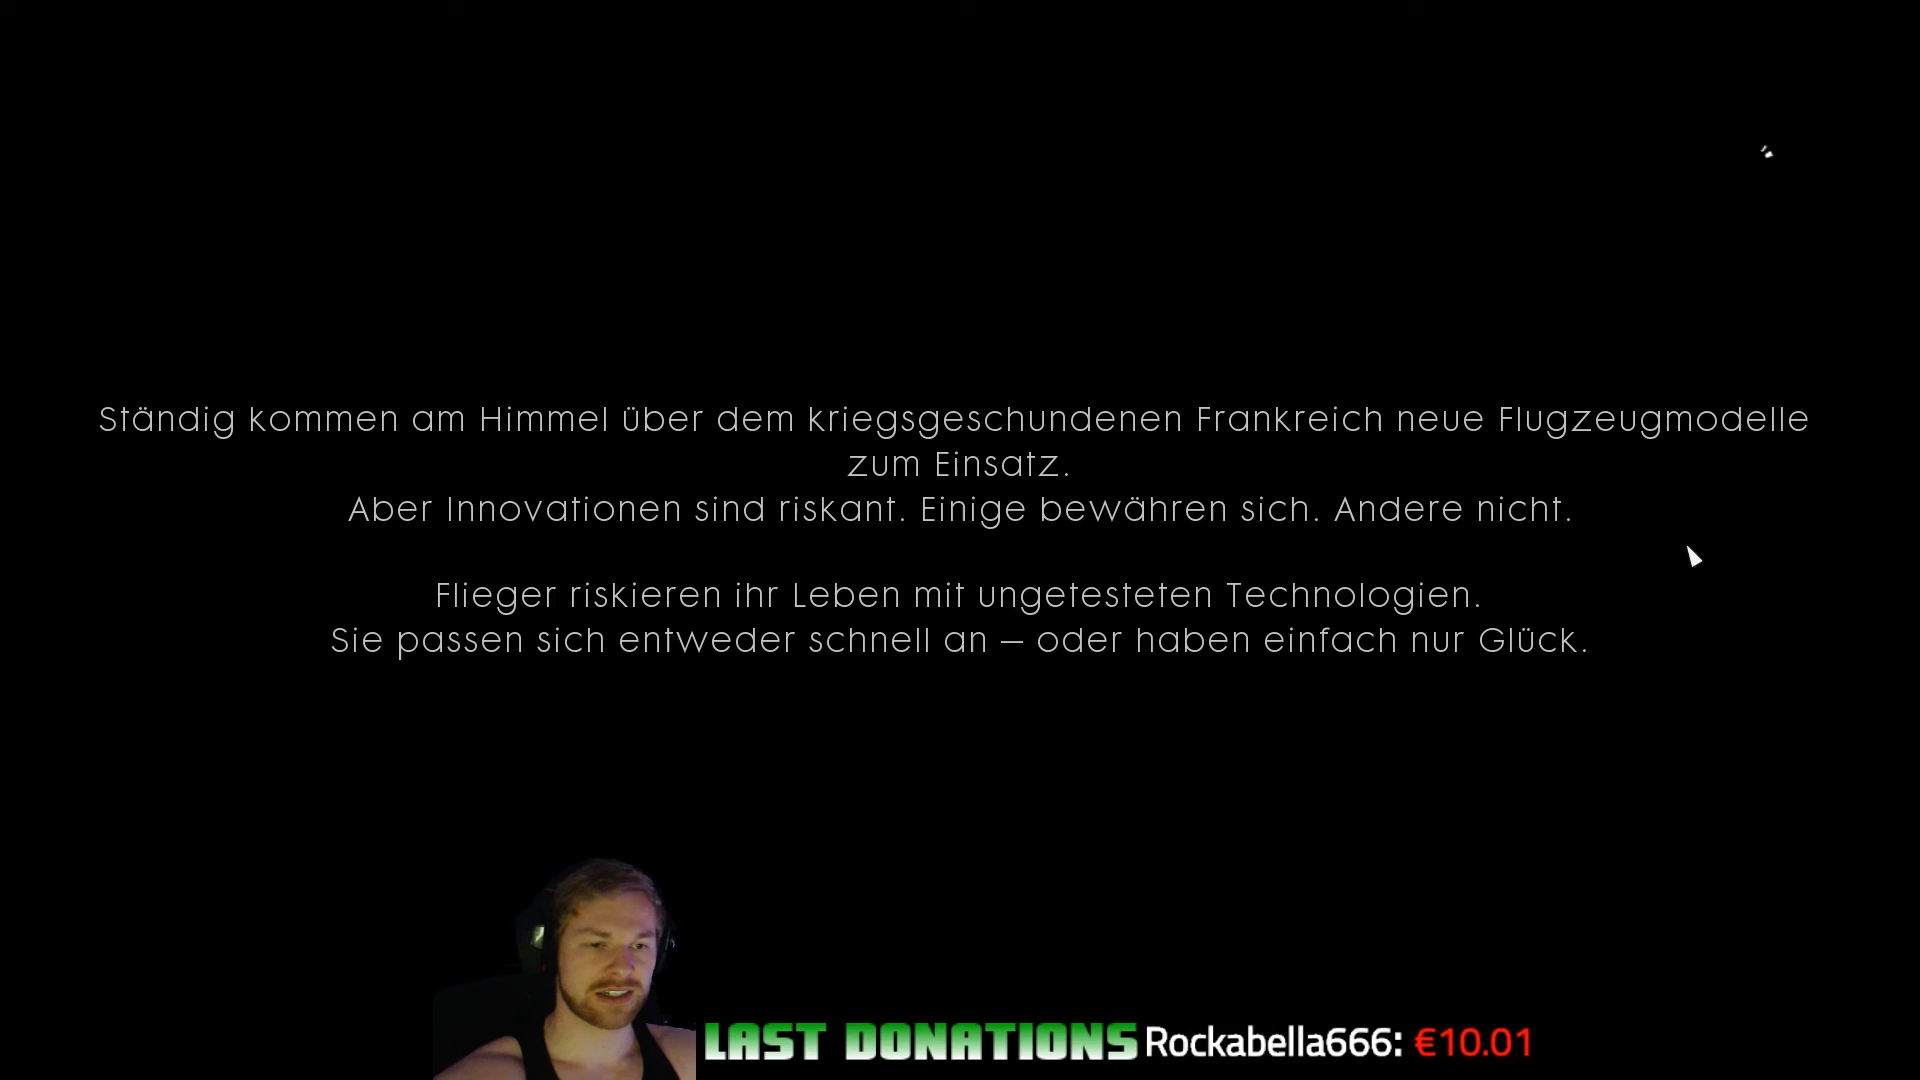 Ständig kommen am Himmel über dem kriegsgeschundenen Frankreich neue Flugzeugmodelle
zum Einsatz.
Aber Innovationen sind riskant. Einige bewähren sich. Andere nicht.
Flieger riskieren ihr Leben mit ungetesteten Technologien.
Sie passen sich entweder schnell an – oder haben einfach nur Glück.
LAST DONATIONS Rockabella666: €10.01